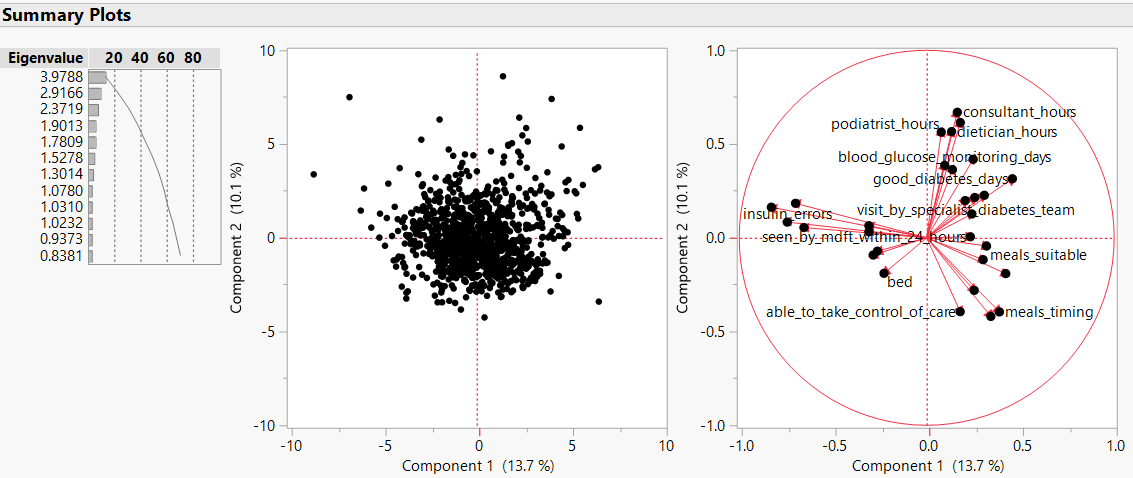 Summary Plots
Eigenvalue 20 40 60 80
3.9788
2.9166
2.3719
1.9013
1.7809
1.5278
1.3014
1.0780
1.0310
1.0232
0.9373
0.8381
10
5
0
-5
-10
Component 2 (10.1 %)
-10 -5 0 5 10
Component 1 (13.7 %)
1.0
0.5
0.0
-0.5
-1.0
Component 2 (10.1 %)
consultant_hours
podiatrist_hours
dietician_hours
blood_glucose_monitoring_days
good_diabetes_days
visit_by_specialist_diabetes_team
insulin_errors
seen_by_mdft_within_24_hours
meals_suitable
bed
able_to_take_control_of_care
meals_timing
-1.0 -0.5 0.0 0.5 1.0
Component 1 (13.7 %)